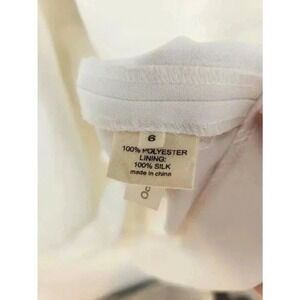 6
100% POLYESTER
LINING:
100% SILK
made in china